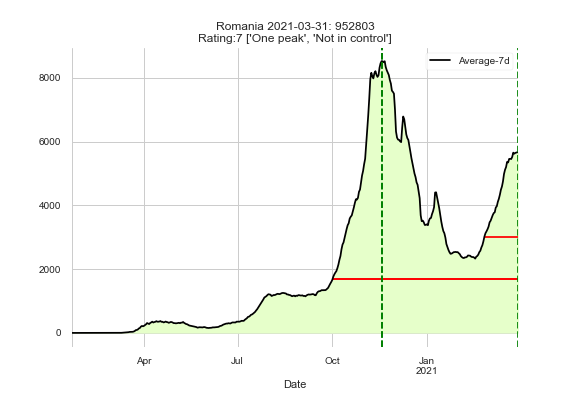 Romania 2021-03-31: 952803
Rating:7 ['One peak', 'Not in control']
Average-7d
8000
6000
4000
2000
0
Apr
Jul
Oct
Jan
2021
Date